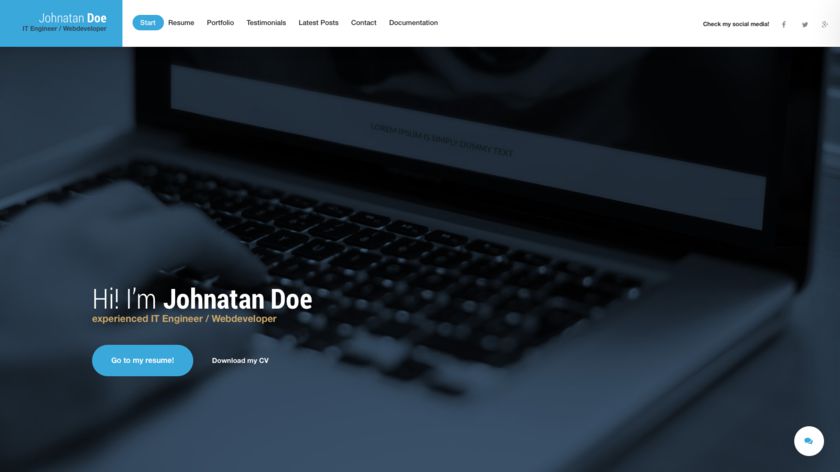 Johnatan Doe
IT Engineer / Webdeveloper
Start Resume Portfolio Testimonials Latest Posts Contact Documentation
Check my social media!
LOREM IPSUM IS SIMPLY DUMMY TEXT
Hi! I'm Johnatan Doe
experienced IT Engineer / Webdeveloper
Go to my resume! Download my CV